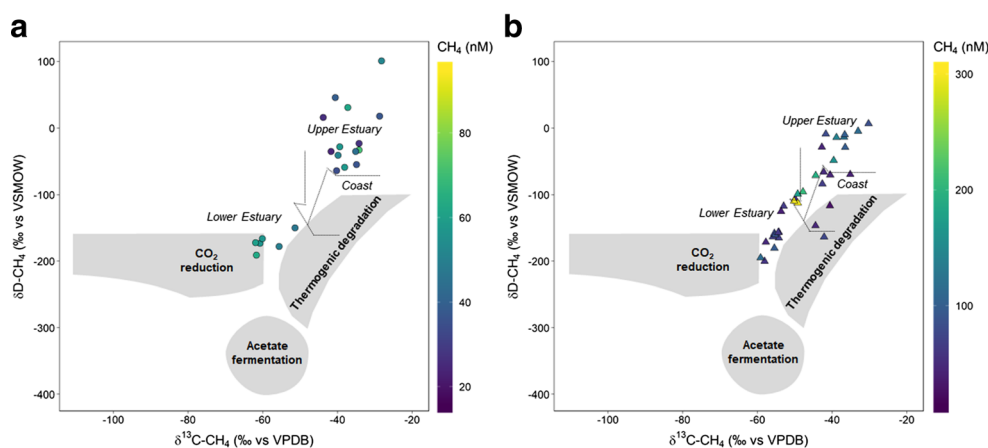 a
CH₄ (nM)
100
0
-100
-200
-300
-400
δD-CH₄ (‰ vs VSMOW)
Upper Estuary
Coast
Lower Estuary
CO₂
reduction
Thermogenic degradation
Acetate
fermentation
80
60
40
20
-100
-80
-60
-40
-20
δ¹³C-CH₄ (‰ vs VPDB)
b
CH₄ (nM)
100
0
-100
-200
-300
-400
δD-CH₄ (‰ vs VSMOW)
Upper Estuary
Coast
Lower Estuary
CO₂
reduction
Thermogenic degradation
Acetate
fermentation
300
200
100
-100
-80
-60
-40
-20
δ¹³C-CH₄ (‰ vs VPDB)